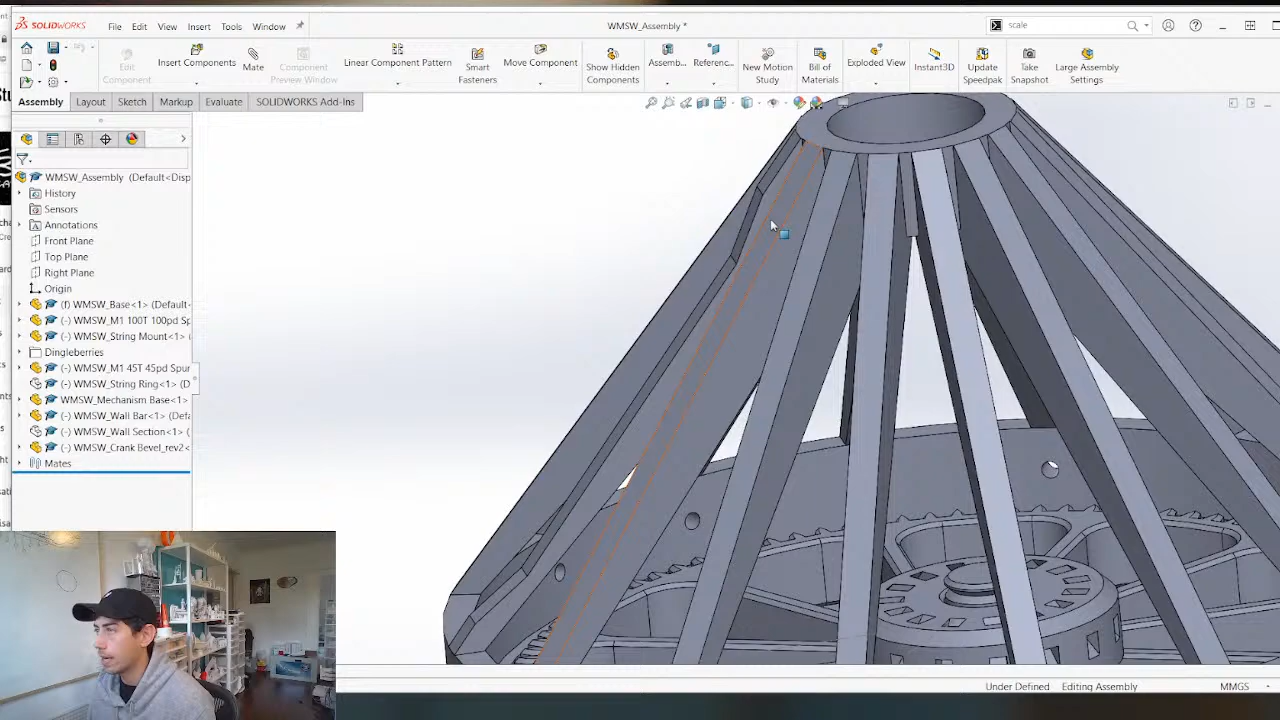 SOLIDWORKS File Edit View Insert Tools Window WMSW_Assembly * scale
Edit Component Insert Components Mate Component Preview Window Linear Component Pattern Smart Fasteners Move Component Show Hidden Components Assemb... Referenc... New Motion Study Bill of Materials Exploded View Instant3D Update Speedpak Take Snapshot Large Assembly Settings
Assembly Layout Sketch Markup Evaluate SOLIDWORKS Add-Ins
WMSW_Assembly (Default<Disp
History
Sensors
Annotations
Front Plane
Top Plane
Right Plane
Origin
(f) WMSW_Base<1> (Default
(-) WMSW_M1 100T 100pd Sp
(-) WMSW_String Mount<1> (
Dingleberries
(-) WMSW_M1 45T 45pd Spur
(-) WMSW_String Ring<1> (D
WMSW_Mechanism Base<1>
(-) WMSW_Wall Bar<1> (Defa
(-) WMSW_Wall Section<1> (
(-) WMSW_Crank Bevel_rev2<
Mates
Under Defined Editing Assembly MMGS